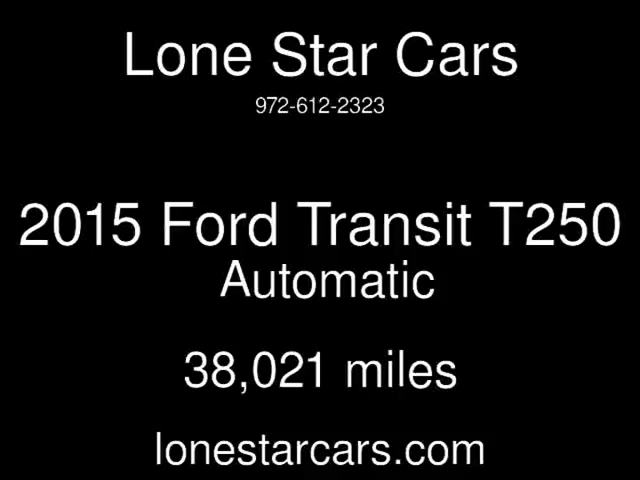 Lone Star Cars
972-612-2323
2015 Ford Transit T250
Automatic
38,021 miles
lonestarcars.com